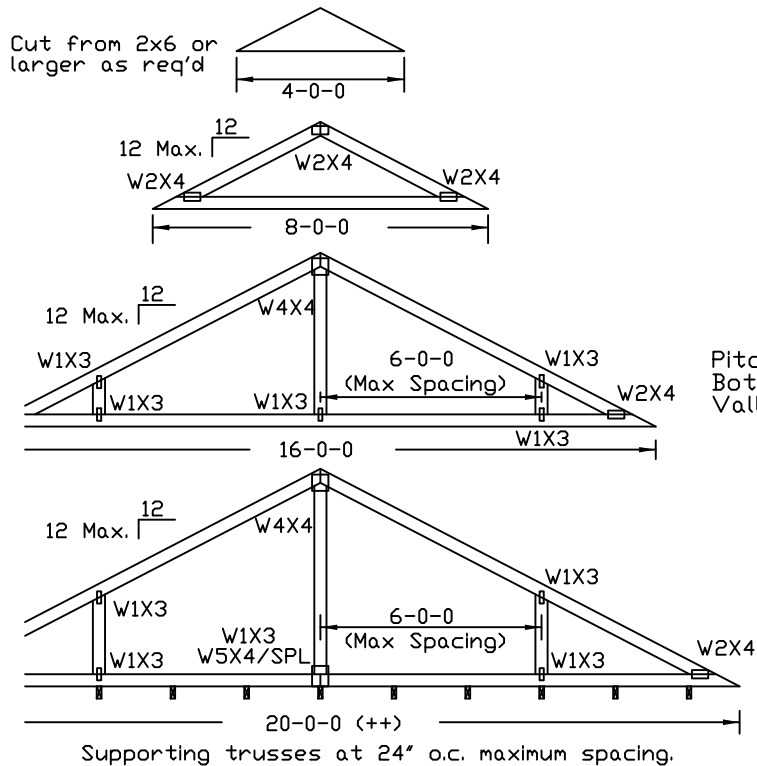 Cut from 2x6 or
larger as req'd
4-0-0
12
12 Max.
W2X4
W2X4
W2X4
8-0-0
12
12 Max.
W4X4
W1X3
6-0-0
(Max Spacing)
W1X3
W1X3
W1X3
W2X4
W1X3
16-0-0
Pitc
Bot
Vall
12
12 Max.
W4X4
W1X3
W1X3
6-0-0
(Max Spacing)
W1X3
W5X4/SPL
W1X3
W1X3
W2X4
20-0-0 (++)
Supporting trusses at 24" o.c. maximum spacing.